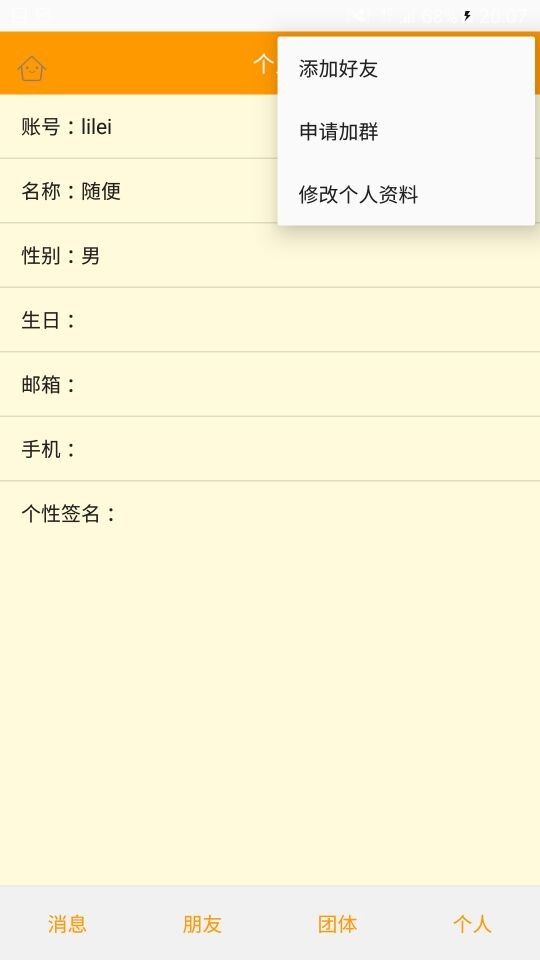 68% 20:07
个
添加好友
申请加群
修改个人资料
账号：lilei
名称：随便
性别：男
生日：
邮箱：
手机：
个性签名：
消息 朋友 团体 个人